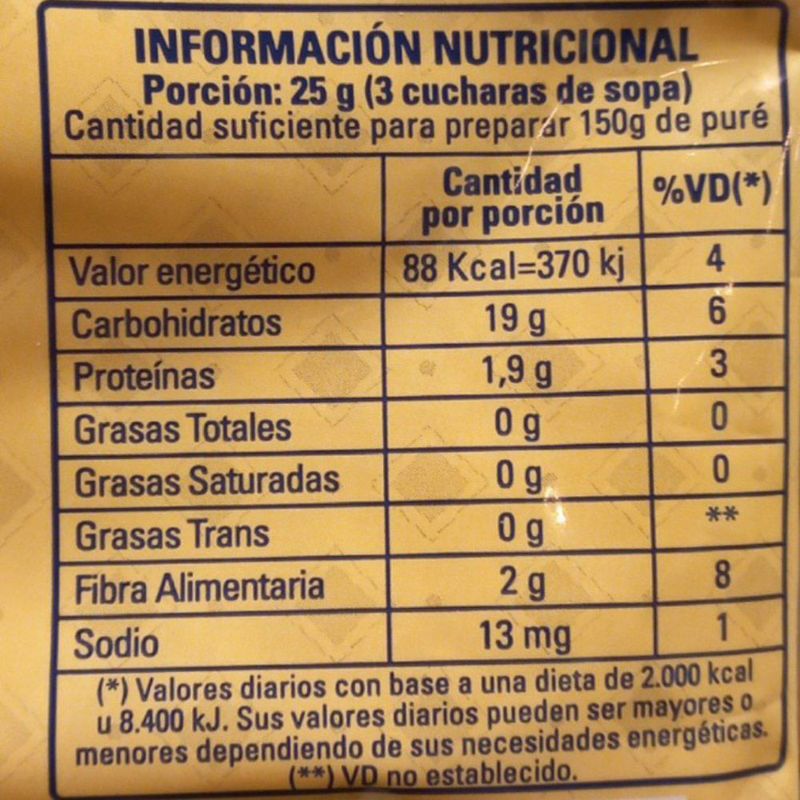 INFORMACIÓN NUTRICIONAL
Porción: 25 g (3 cucharas de sopa)
Cantidad suficiente para preparar 150g de puré
Cantidad por porción %VD(*)
Valor energético 88 Kcal=370 kj 4
Carbohidratos 19 g 6
Proteínas 1,9 g 3
Grasas Totales 0 g 0
Grasas Saturadas 0 g 0
Grasas Trans 0 g **
Fibra Alimentaria 2 g 8
Sodio 13 mg 1
(*) Valores diarios con base a una dieta de 2.000 kcal
u 8.400 kJ. Sus valores diarios pueden ser mayores o
menores dependiendo de sus necesidades energéticas.
(**) VD no establecido.